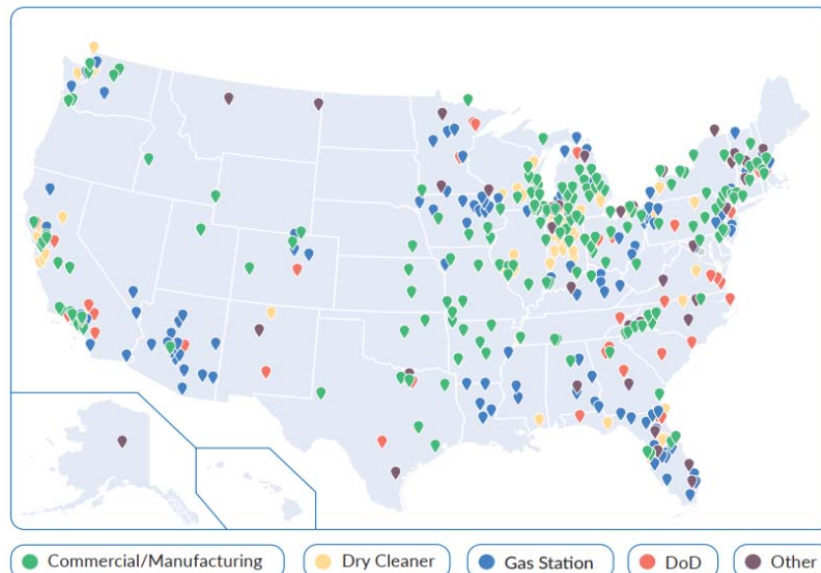 Commercial/Manufacturing
Dry Cleaner
Gas Station
DoD
Other